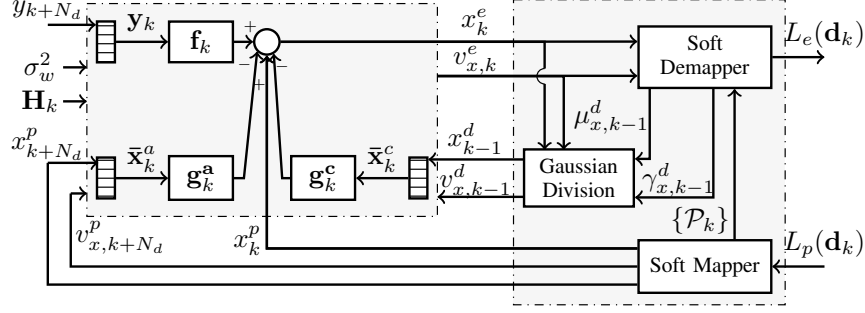 y_{k+N_d}
𝐲_k
𝐟_k
+
+
−
−
x^e_k
v^e_{x,k}
Soft
Demapper
L_e(𝐝_k)
σ^2_w
𝐇_k
x^p_{k+N_d}
𝐱̄^a_k
𝐠^𝐚_k
𝐠^𝐜_k
𝐱̄^c_k
x^d_{k−1}
v^d_{x,k−1}
μ^d_{x,k−1}
Gaussian
Division
γ^d_{x,k−1}
{𝒫_k}
v^p_{x,k+N_d}
x^p_k
Soft Mapper
L_p(𝐝_k)